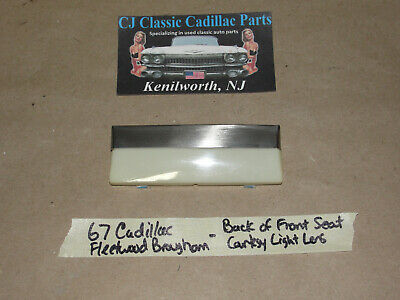 CJ Classic Cadillac Parts
Specializing in used classic auto parts
Kenilworth, NJ
67 Cadillac - Back of Front Seat
Fleetwood Brougham Cortesy Light Lens